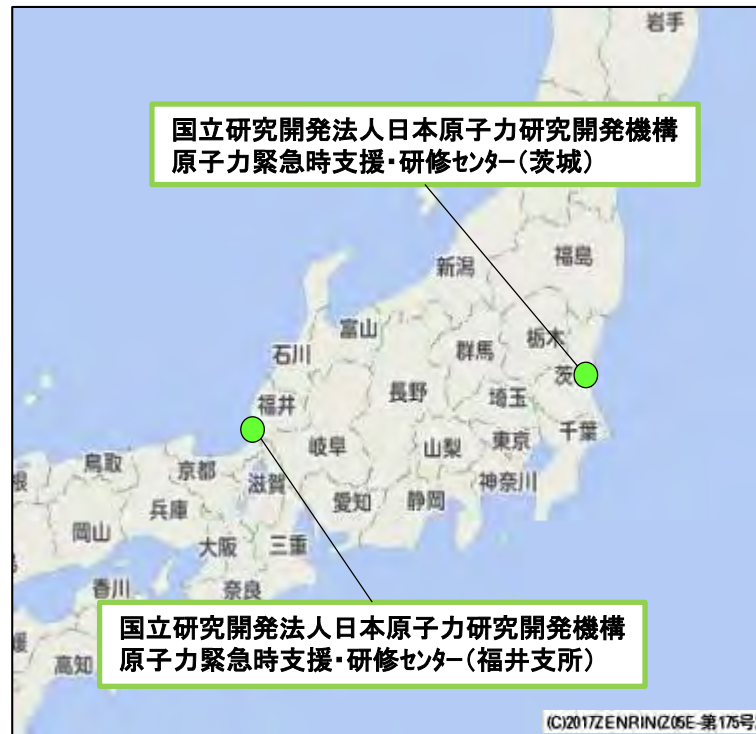 岩手
国立研究開発法人日本原子力研究開発機構
原子力緊急時支援・研修センター(茨城)
福島
新潟
富山
栃木
石川
群馬
茨
長野
埼玉
福井
千葉
東京
岐阜
山梨
鳥取
京都
神奈川
滋賀
愛知
静岡
兵庫
岡山
大阪
三重
香川
奈良
国立研究開発法人日本原子力研究開発機構
原子力緊急時支援・研修センター(福井支所)
高知
(C)2017ZENRIN(Z05E-第175号